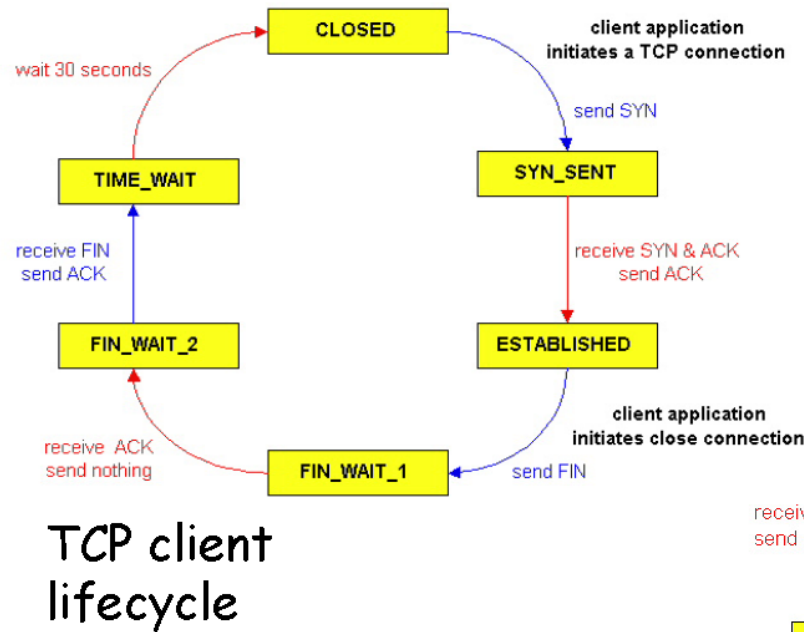 CLOSED
client application
initiates a TCP connection
wait 30 seconds
send SYN
TIME_WAIT
SYN_SENT
receive FIN
send ACK
receive SYN & ACK
send ACK
FIN_WAIT_2
ESTABLISHED
client application
initiates close connection
receive ACK
send nothing
FIN_WAIT_1
send FIN
TCP client
lifecycle
send